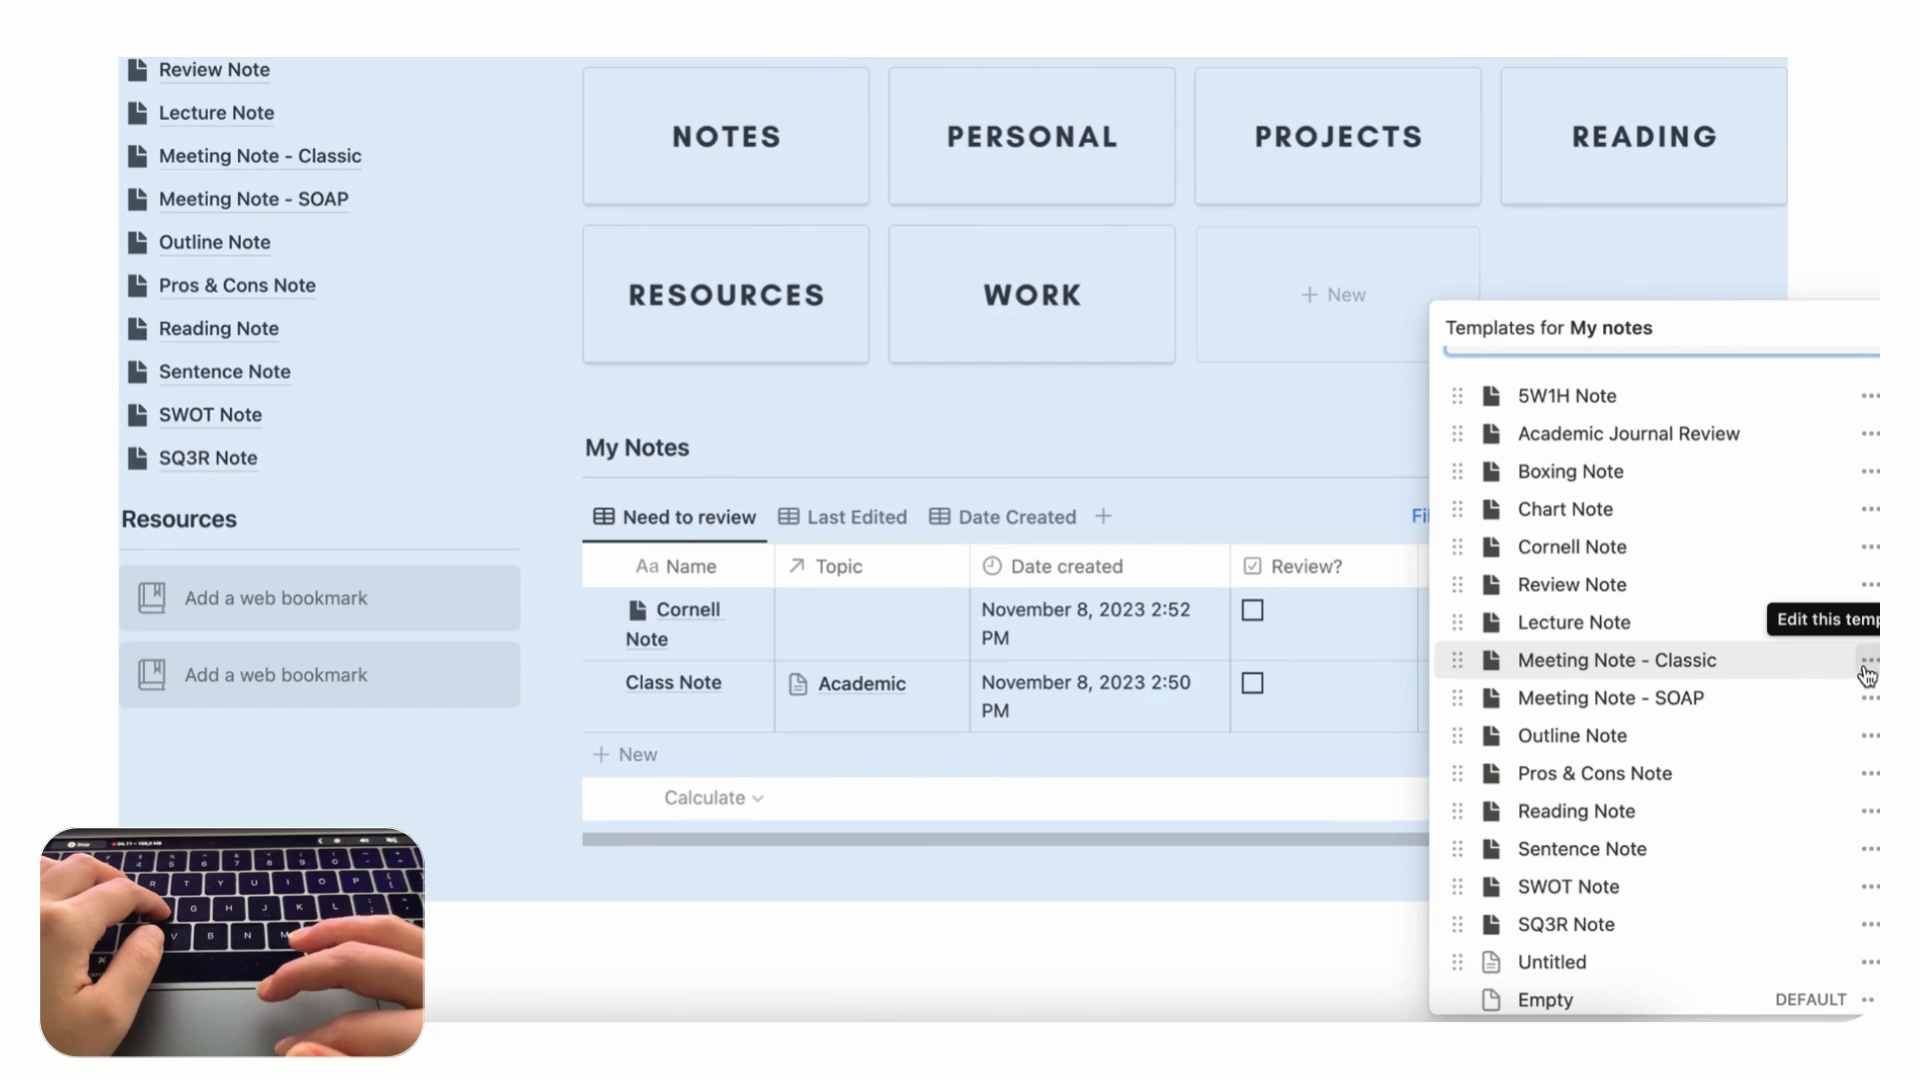 Review Note
Lecture Note
Meeting Note - Classic
Meeting Note - SOAP
Outline Note
Pros & Cons Note
Reading Note
Sentence Note
SWOT Note
SQ3R Note
Resources
Add a web bookmark
Add a web bookmark
NOTES PERSONAL PROJECTS READING
RESOURCES WORK + New
My Notes
Need to review Last Edited Date Created +
Fil
Aa Name Topic Date created Review?
Cornell Note November 8, 2023 2:52 PM
Class Note Academic November 8, 2023 2:50 PM
+ New
Calculate
Templates for My notes
5W1H Note
Academic Journal Review
Boxing Note
Chart Note
Cornell Note
Review Note
Lecture Note
Edit this temp
Meeting Note - Classic
Meeting Note - SOAP
Outline Note
Pros & Cons Note
Reading Note
Sentence Note
SWOT Note
SQ3R Note
Untitled
Empty DEFAULT
R T Y U I O P
G H J K L
V B N M